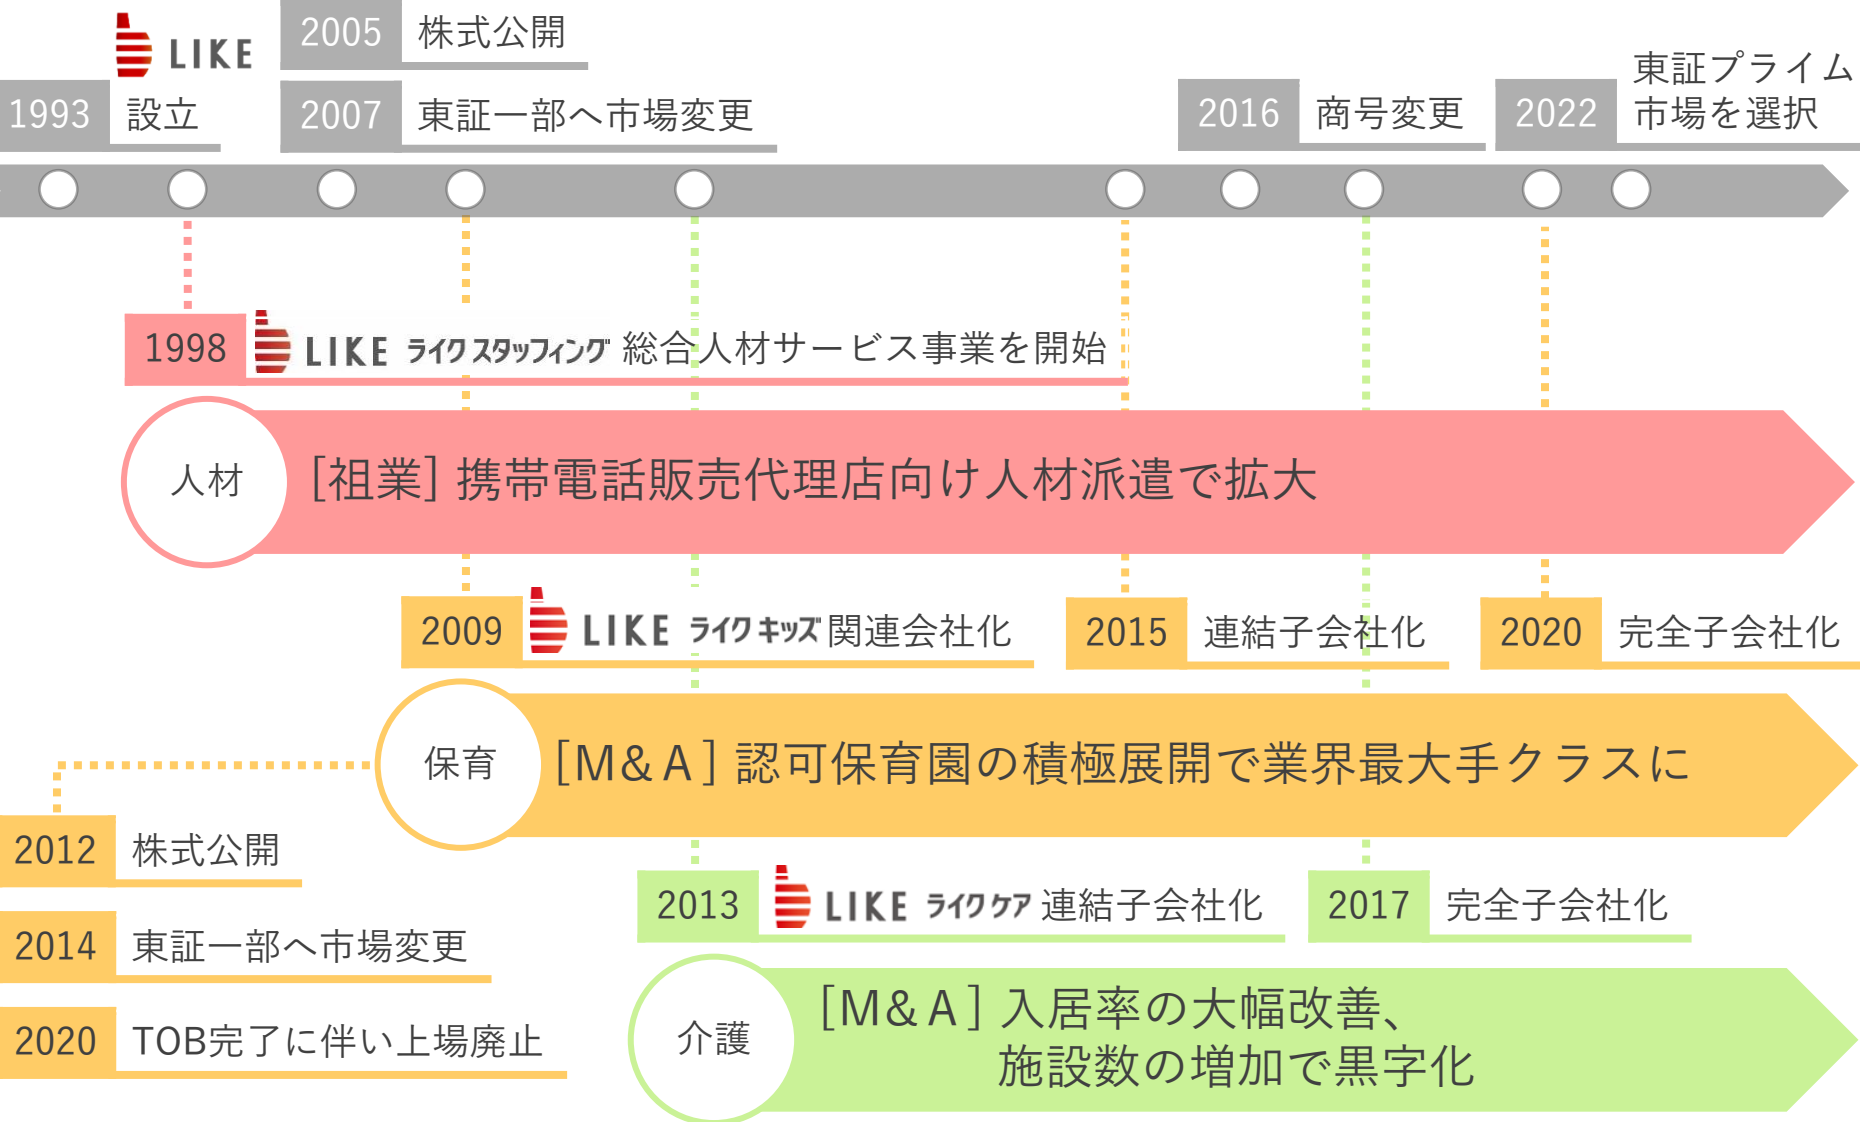 LIKE
1993 設立
2005 株式公開
2007 東証一部へ市場変更
2016 商号変更
2022 東証プライム
市場を選択
1998 LIKE ライクスタッフィング 総合人材サービス事業を開始
人材 [祖業] 携帯電話販売代理店向け人材派遣で拡大
2009 LIKE ライクキッズ 関連会社化
2015 連結子会社化
2020 完全子会社化
保育 [M&A] 認可保育園の積極展開で業界最大手クラスに
2012 株式公開
2014 東証一部へ市場変更
2020 TOB完了に伴い上場廃止
2013 LIKE ライクケア 連結子会社化
2017 完全子会社化
介護 [M&A] 入居率の大幅改善、
施設数の増加で黒字化